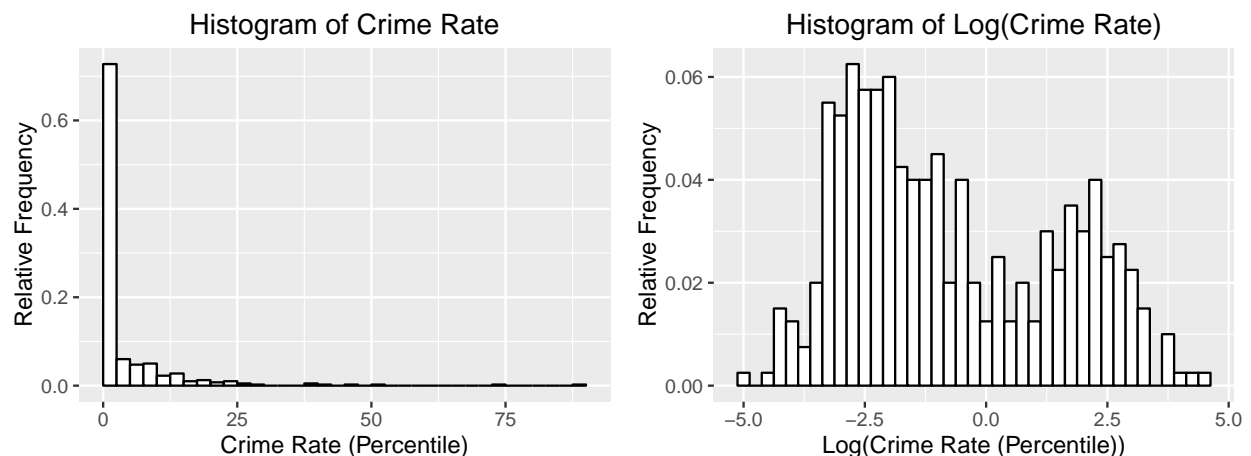 Histogram of Crime Rate
Relative Frequency
0.6
0.4
0.2
0.0
0
25
50
75
Crime Rate (Percentile)
Histogram of Log(Crime Rate)
Relative Frequency
0.06
0.04
0.02
0.00
−5.0
−2.5
0.0
2.5
5.0
Log(Crime Rate (Percentile))